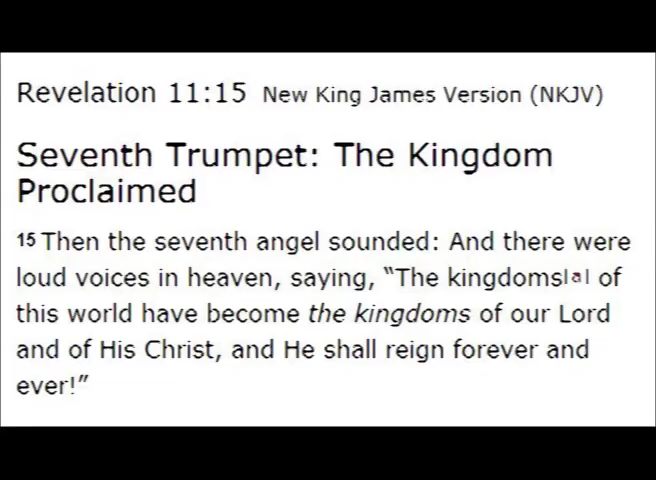 Revelation 11:15 New King James Version (NKJV)
Seventh Trumpet: The Kingdom
Proclaimed
15 Then the seventh angel sounded: And there were
loud voices in heaven, saying, “The kingdoms[a] of
this world have become the kingdoms of our Lord
and of His Christ, and He shall reign forever and
ever!”